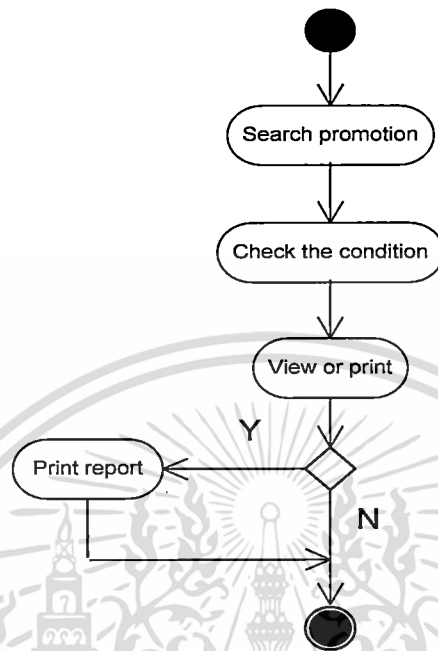 Search promotion
Check the condition
View or print
Y
Print report
N